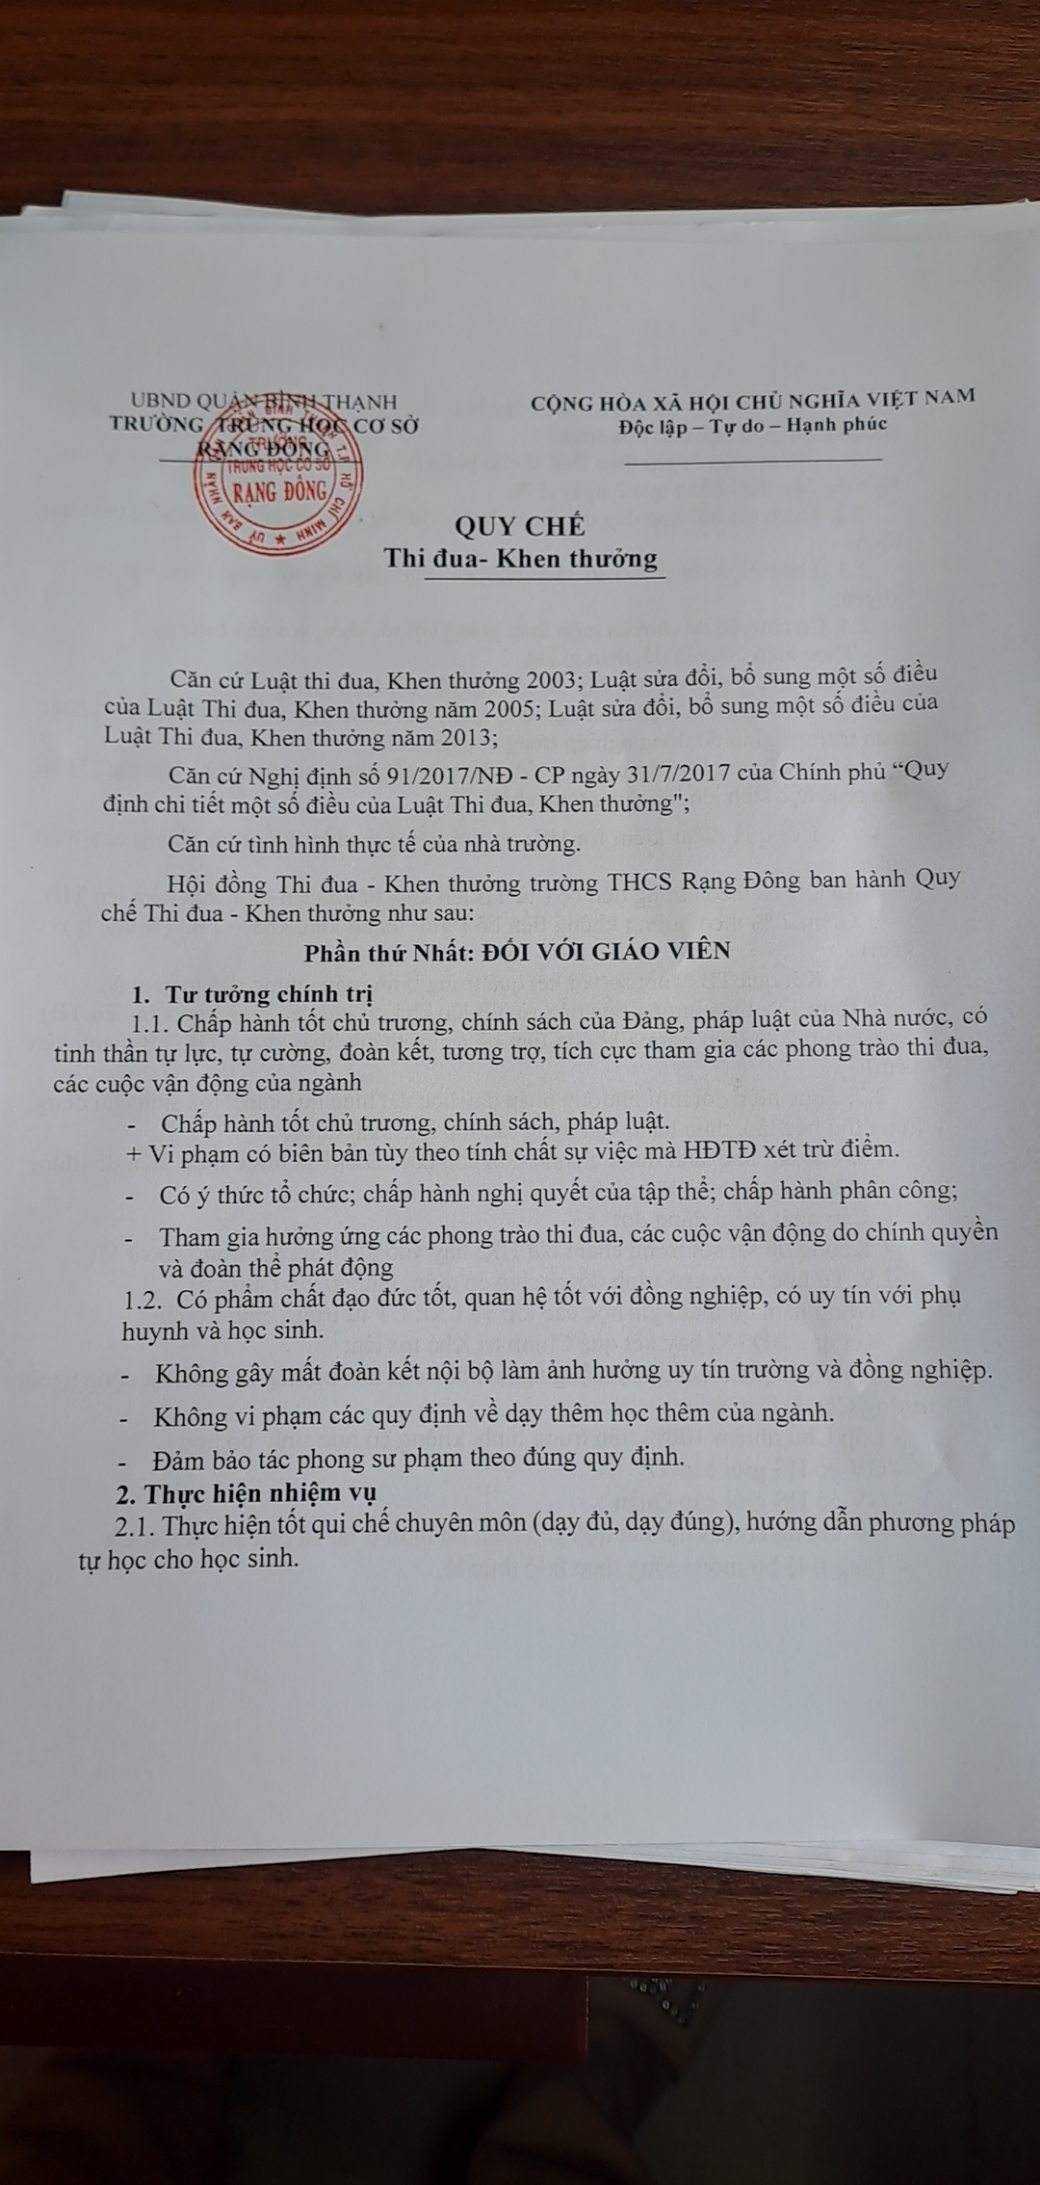 UBND QUẬN BÌNH THẠNH
TRƯỜNG TRUNG HỌC CƠ SỞ
RẠNG ĐÔNG
CỘNG HÒA XÃ HỘI CHỦ NGHĨA VIỆT NAM
Độc lập – Tự do – Hạnh phúc
TRƯỜNG
TRUNG HỌC CƠ SỞ
RẠNG ĐÔNG
QUY CHẾ
Thi đua- Khen thưởng
Căn cứ Luật thi đua, Khen thưởng 2003; Luật sửa đổi, bổ sung một số điều
của Luật Thi đua, Khen thưởng năm 2005; Luật sửa đổi, bổ sung một số điều của
Luật Thi đua, Khen thưởng năm 2013;
Căn cứ Nghị định số 91/2017/NĐ - CP ngày 31/7/2017 của Chính phủ “Quy
định chi tiết một số điều của Luật Thi đua, Khen thưởng";
Căn cứ tình hình thực tế của nhà trường.
Hội đồng Thi đua - Khen thưởng trường THCS Rạng Đông ban hành Quy
chế Thi đua - Khen thưởng như sau:
Phần thứ Nhất: ĐỐI VỚI GIÁO VIÊN
1. Tư tưởng chính trị
1.1. Chấp hành tốt chủ trương, chính sách của Đảng, pháp luật của Nhà nước, có
tinh thần tự lực, tự cường, đoàn kết, tương trợ, tích cực tham gia các phong trào thi đua,
các cuộc vận động của ngành
- Chấp hành tốt chủ trương, chính sách, pháp luật.
+ Vi phạm có biên bản tùy theo tính chất sự việc mà HĐTĐ xét trừ điểm.
- Có ý thức tổ chức; chấp hành nghị quyết của tập thể; chấp hành phân công;
- Tham gia hưởng ứng các phong trào thi đua, các cuộc vận động do chính quyền
và đoàn thể phát động
1.2. Có phẩm chất đạo đức tốt, quan hệ tốt với đồng nghiệp, có uy tín với phụ
huynh và học sinh.
- Không gây mất đoàn kết nội bộ làm ảnh hưởng uy tín trường và đồng nghiệp.
- Không vi phạm các quy định về dạy thêm học thêm của ngành.
- Đảm bảo tác phong sư phạm theo đúng quy định.
2. Thực hiện nhiệm vụ
2.1. Thực hiện tốt qui chế chuyên môn (dạy đủ, dạy đúng), hướng dẫn phương pháp
tự học cho học sinh.